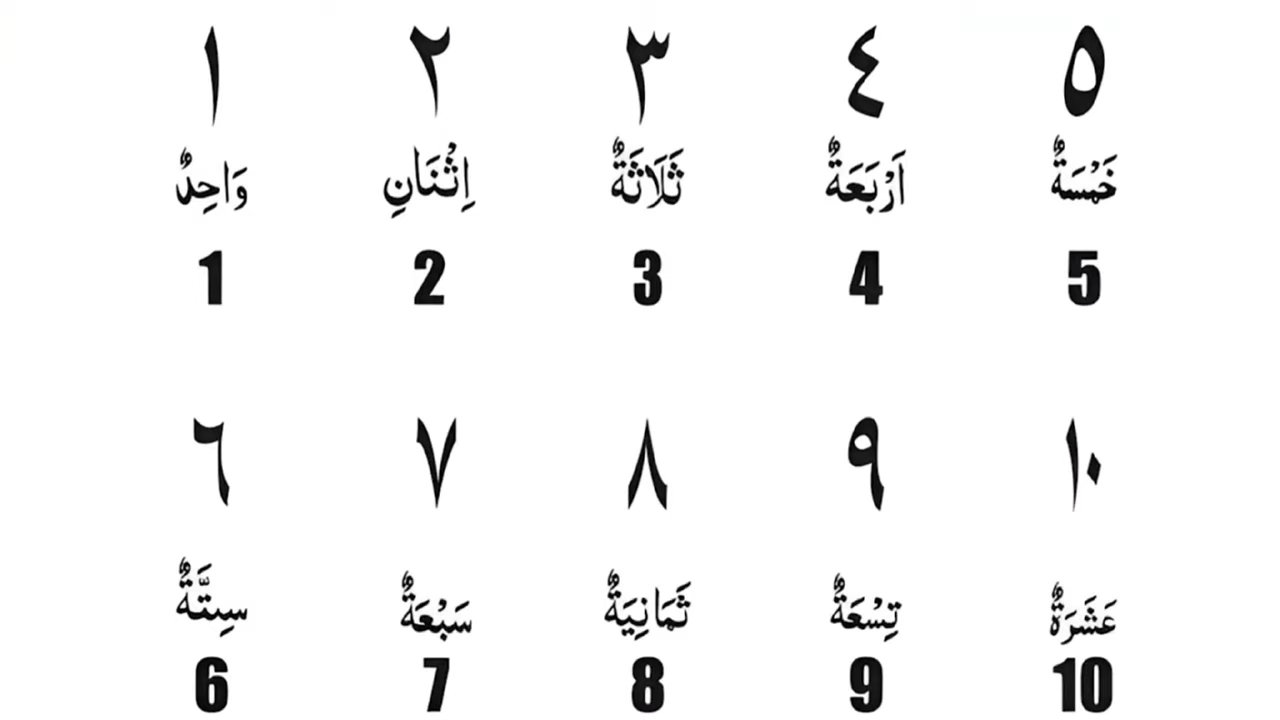 ١ ٢ ٣ ٤ ٥
وَاحِدٌ اِثْنَانِ ثَلَاثَةٌ اَرْبَعَةٌ خَمْسَةٌ
1 2 3 4 5
٦ ٧ ٨ ٩ ١٠
سِتَّةٌ سَبْعَةٌ ثَمَانِيَةٌ تِسْعَةٌ عَشَرَةٌ
6 7 8 9 10